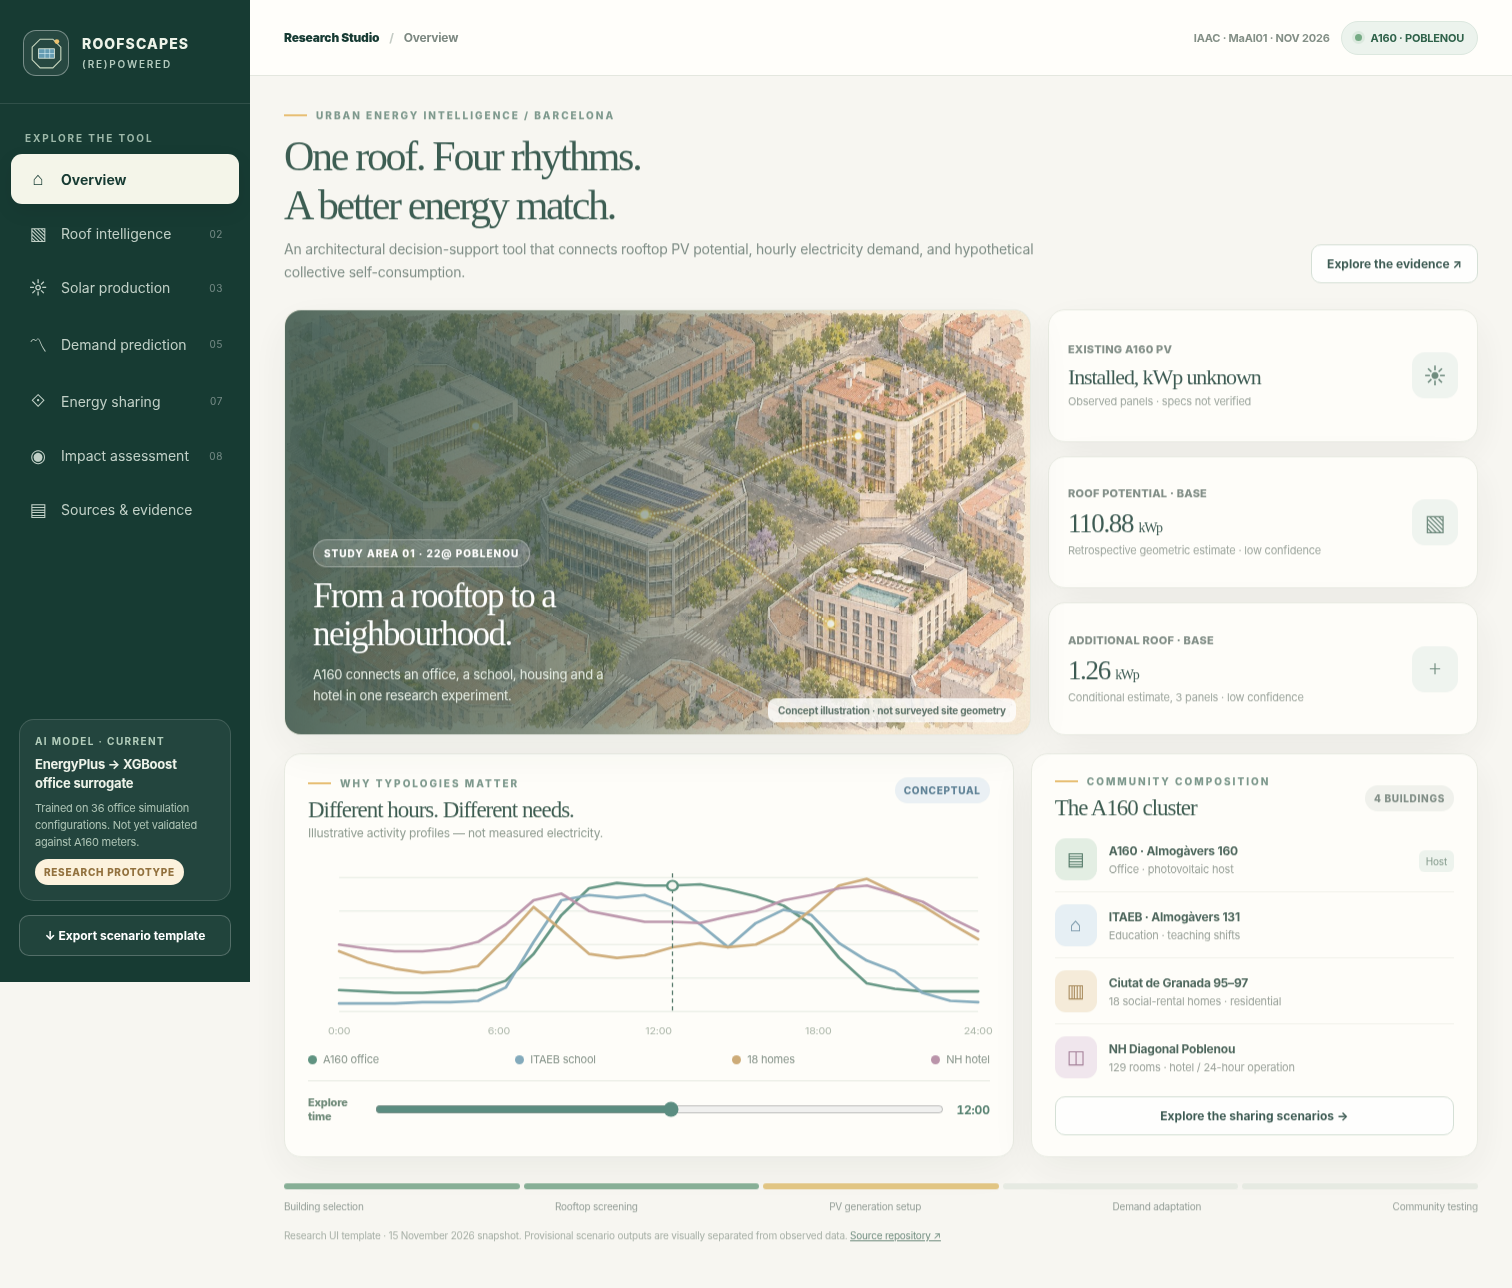 ROOFSCAPES
(RE)POWERED
EXPLORE THE TOOL
Overview
Roof intelligence 02
Solar production 03
Demand prediction 05
Energy sharing 07
Impact assessment 08
Sources & evidence
AI MODEL · CURRENT
EnergyPlus → XGBoost
office surrogate
Trained on 36 office simulation
configurations. Not yet validated
against A160 meters.
RESEARCH PROTOTYPE
↓ Export scenario template
Research Studio / Overview
IAAC · MaAI01 · NOV 2026
A160 · POBLENOU
URBAN ENERGY INTELLIGENCE / BARCELONA
One roof. Four rhythms.
A better energy match.
An architectural decision-support tool that connects rooftop PV potential, hourly electricity demand, and hypothetical
collective self-consumption.
Explore the evidence ↗
STUDY AREA 01 · 22@ POBLENOU
From a rooftop to a
neighbourhood.
A160 connects an office, a school, housing and a
hotel in one research experiment.
Concept illustration · not surveyed site geometry
EXISTING A160 PV
Installed, kWp unknown
Observed panels · specs not verified
ROOF POTENTIAL · BASE
110.88 kWp
Retrospective geometric estimate · low confidence
ADDITIONAL ROOF · BASE
1.26 kWp
Conditional estimate, 3 panels · low confidence
WHY TYPOLOGIES MATTER
CONCEPTUAL
Different hours. Different needs.
Illustrative activity profiles — not measured electricity.
0:00 6:00 12:00 18:00 24:00
A160 office ITAEB school 18 homes NH hotel
Explore
time
12:00
COMMUNITY COMPOSITION
The A160 cluster
4 BUILDINGS
A160 · Almogàvers 160
Office · photovoltaic host
Host
ITAEB · Almogàvers 131
Education · teaching shifts
Ciutat de Granada 95–97
18 social-rental homes · residential
NH Diagonal Poblenou
129 rooms · hotel / 24-hour operation
Explore the sharing scenarios →
Building selection Rooftop screening PV generation setup Demand adaptation Community testing
Research UI template · 15 November 2026 snapshot. Provisional scenario outputs are visually separated from observed data. Source repository ↗